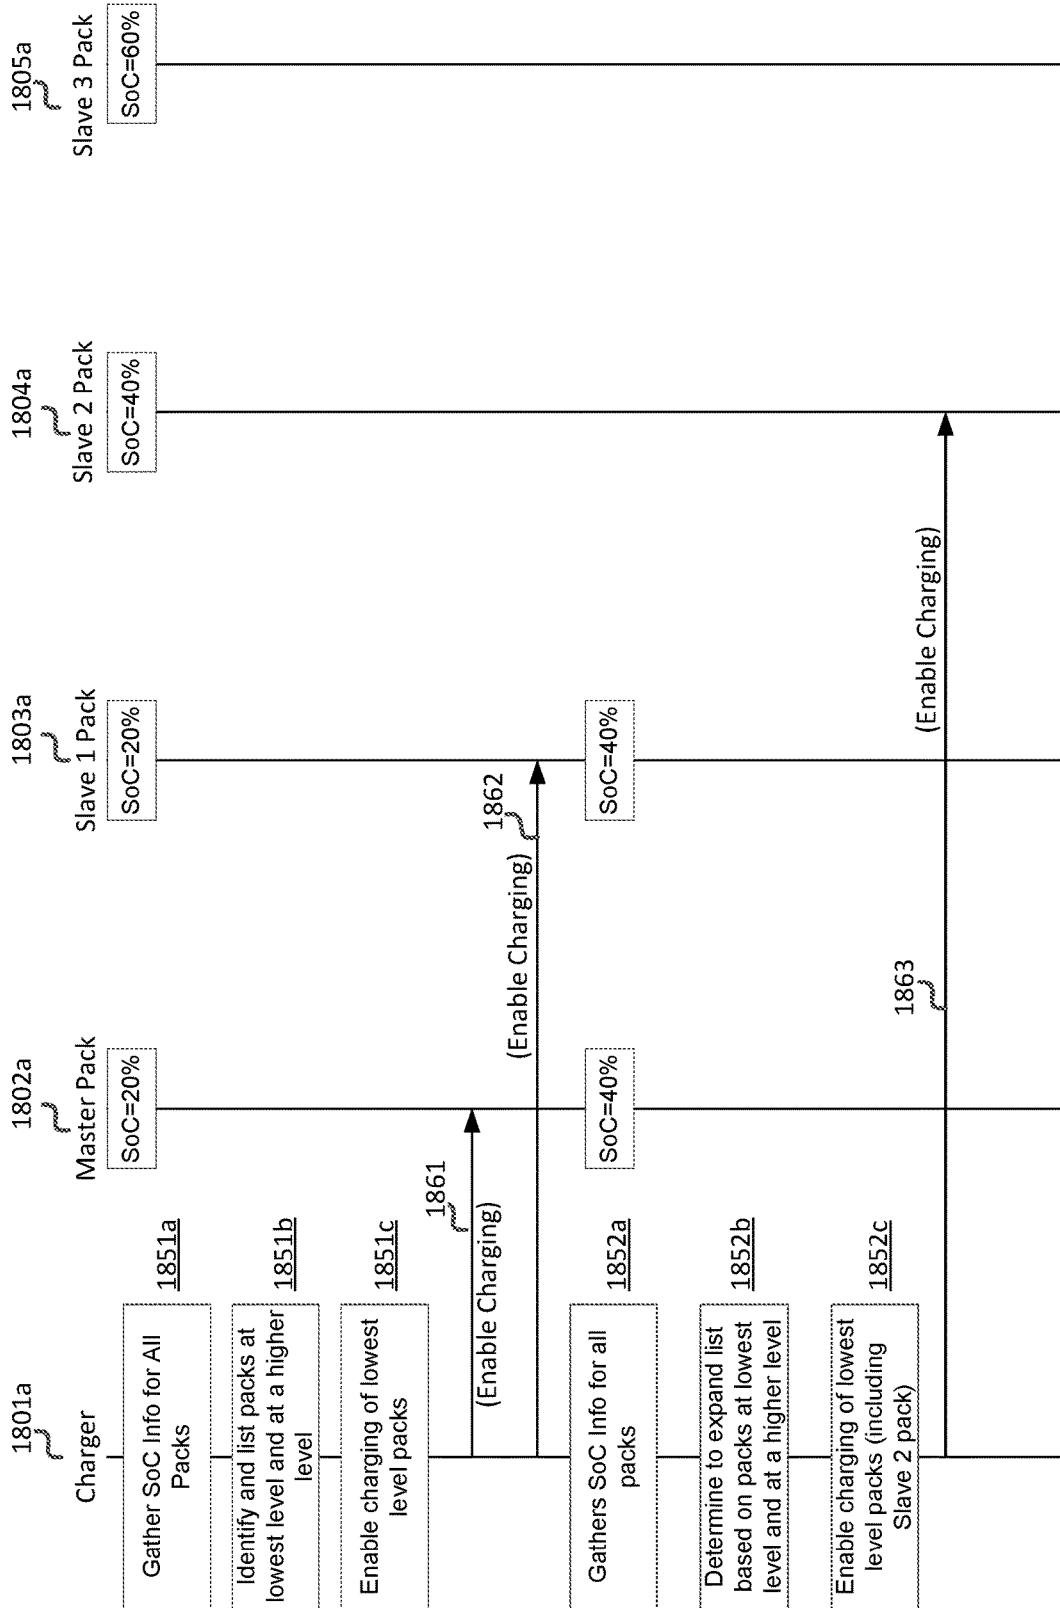 1801a
Charger
1802a
Master Pack
1803a
Slave 1 Pack
1804a
Slave 2 Pack
1805a
Slave 3 Pack
SoC=20%
SoC=20%
SoC=40%
SoC=60%
Gather SoC Info for All
Packs
1851a
Identify and list packs at
lowest level and at a higher
level
1851b
Enable charging of lowest
level packs
1851c
1861
(Enable Charging)
1862
(Enable Charging)
Gathers SoC Info for all
packs
1852a
SoC=40%
SoC=40%
Determine to expand list
based on packs at lowest
level and at a higher level
1852b
Enable charging of lowest
level packs (including
Slave 2 pack)
1852c
1863
(Enable Charging)